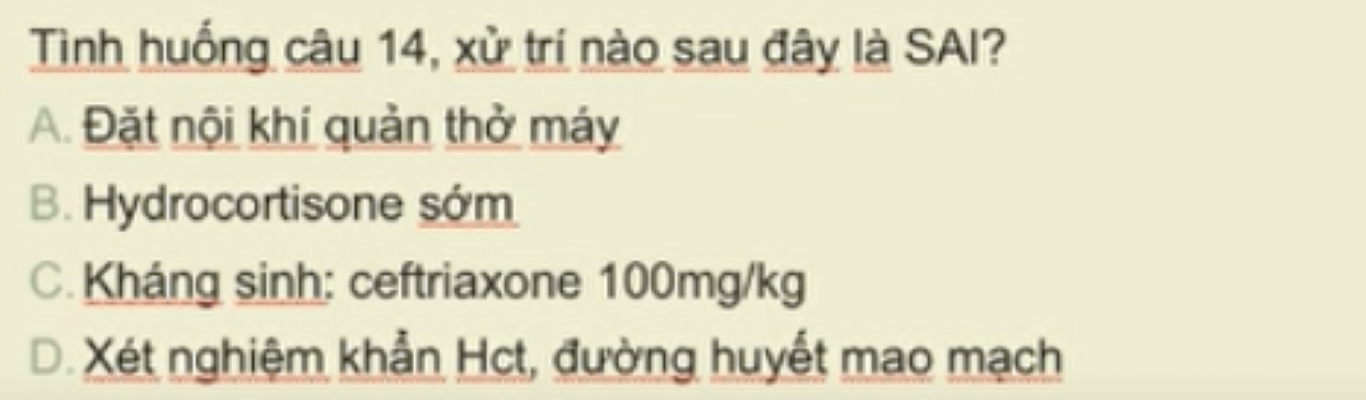 Tình huống câu 14, xử trí nào sau đây là SAI?
A. Đặt nội khí quản thở máy
B. Hydrocortisone sớm
C. Kháng sinh: ceftriaxone 100mg/kg
D. Xét nghiệm khẩn Hct, đường huyết mao mạch